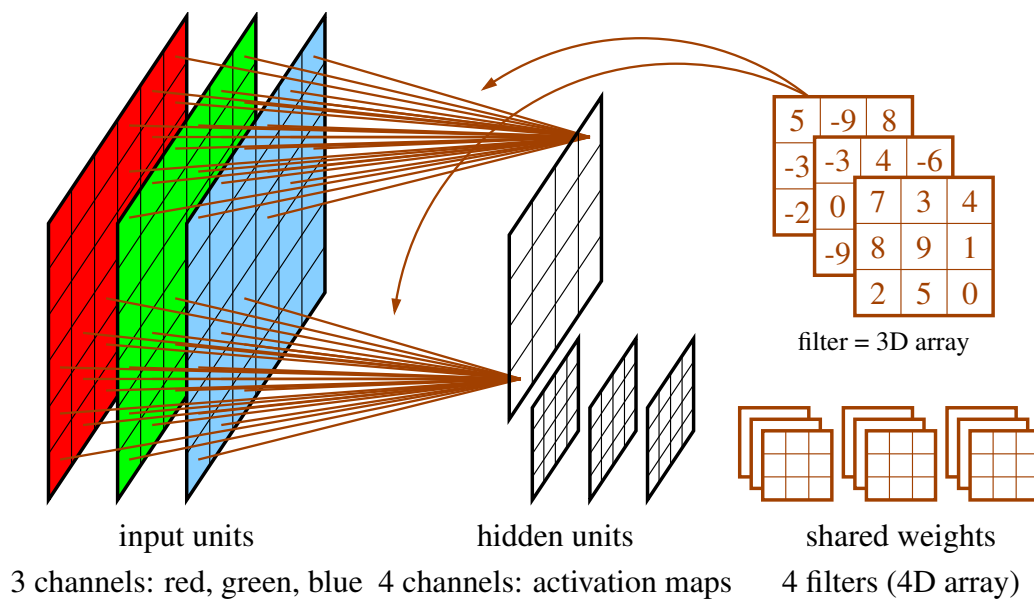 5 -9 8
-3 -3 4 -6
-2 0 7 3 4
-9 8 9 1
2 5 0
filter = 3D array
input units hidden units shared weights
3 channels: red, green, blue 4 channels: activation maps 4 filters (4D array)